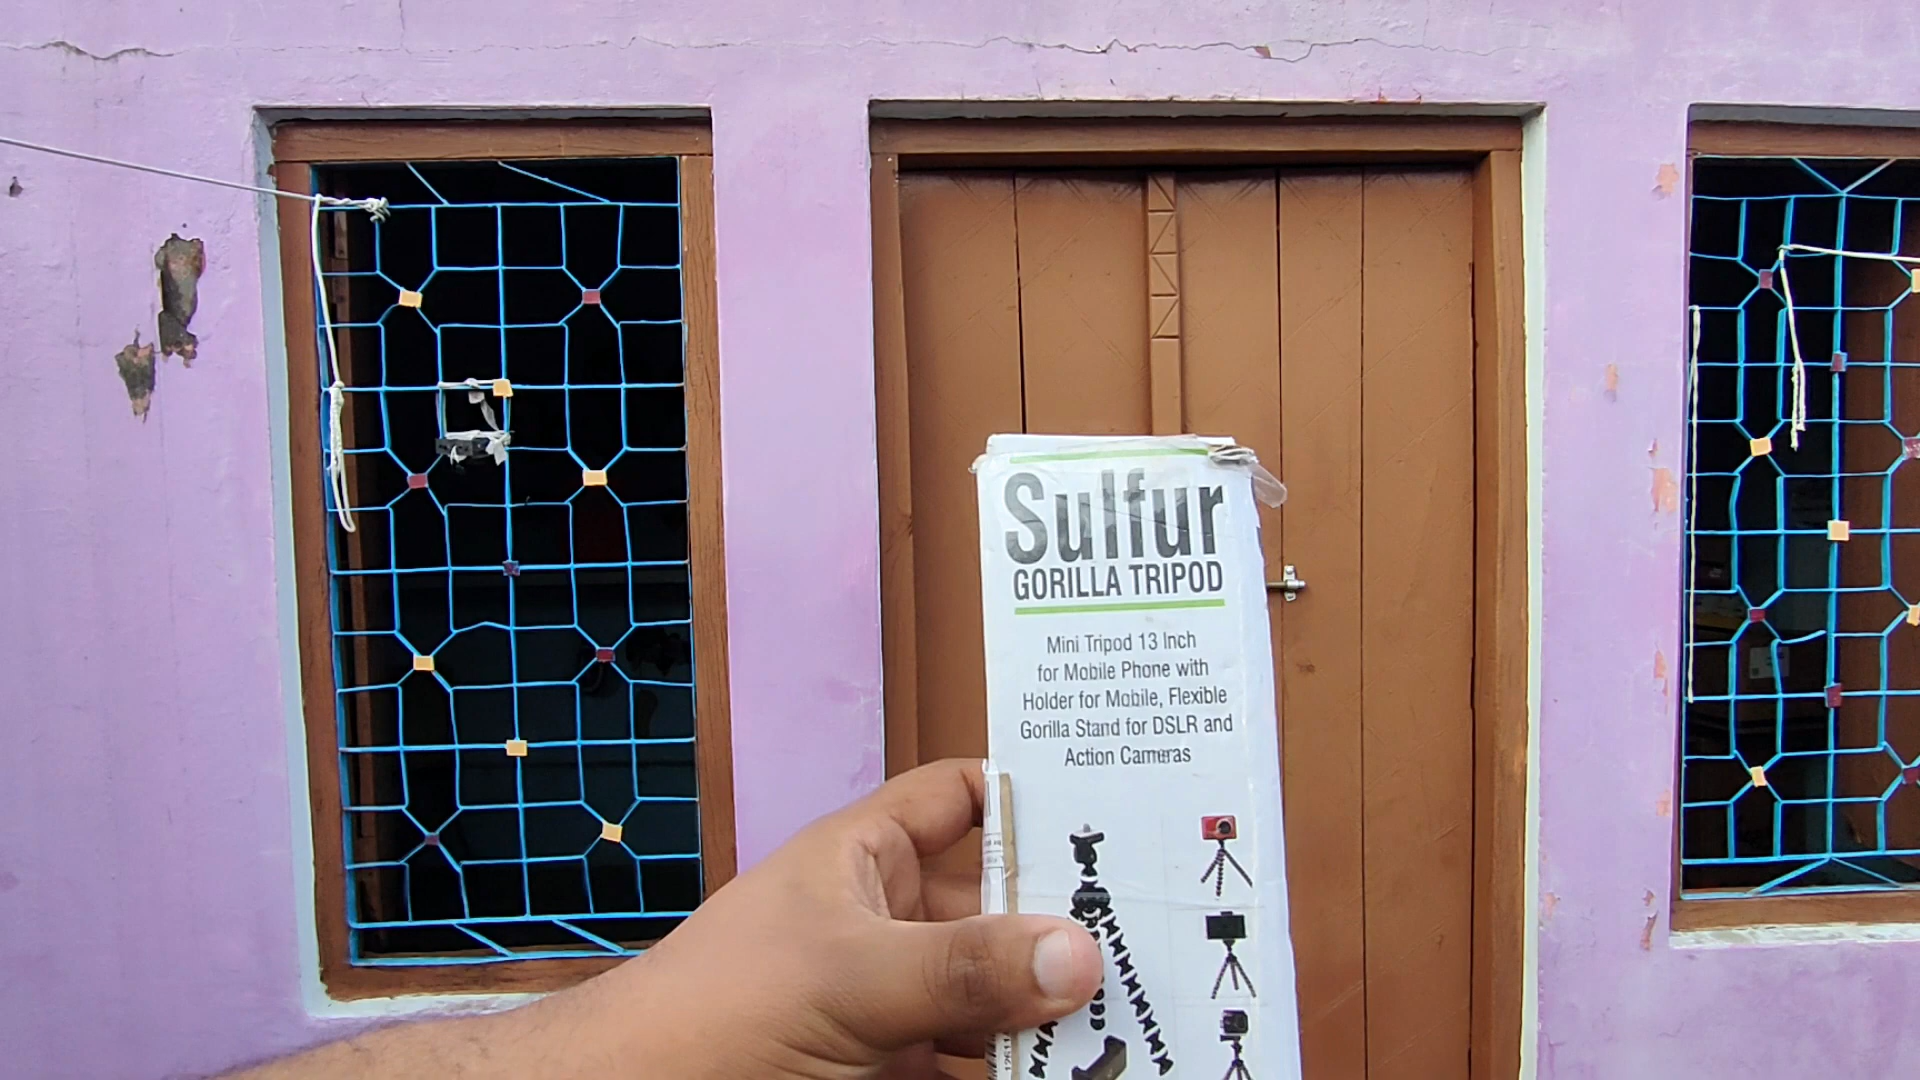 Sulfur
GORILLA TRIPOD
Mini Tripod 13 Inch
for Mobile Phone with
Holder for Mobile, Flexible
Gorilla Stand for DSLR and
Action Cameras